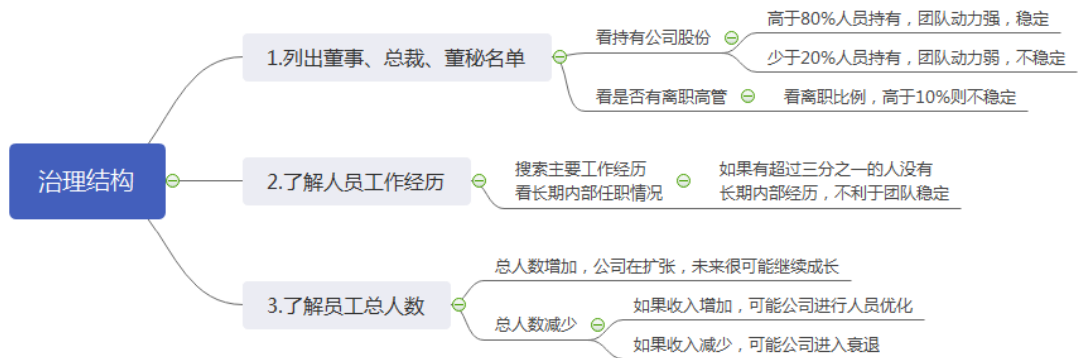 治理结构
1.列出董事、总裁、董秘名单
看持有公司股份
高于80%人员持有，团队动力强，稳定
少于20%人员持有，团队动力弱，不稳定
看是否有离职高管
看离职比例，高于10%则不稳定
2.了解人员工作经历
搜索主要工作经历
看长期内部任职情况
如果有超过三分之一的人没有
长期内部经历，不利于团队稳定
3.了解员工总人数
总人数增加，公司在扩张，未来很可能继续成长
总人数减少
如果收入增加，可能公司进行人员优化
如果收入减少，可能公司进入衰退